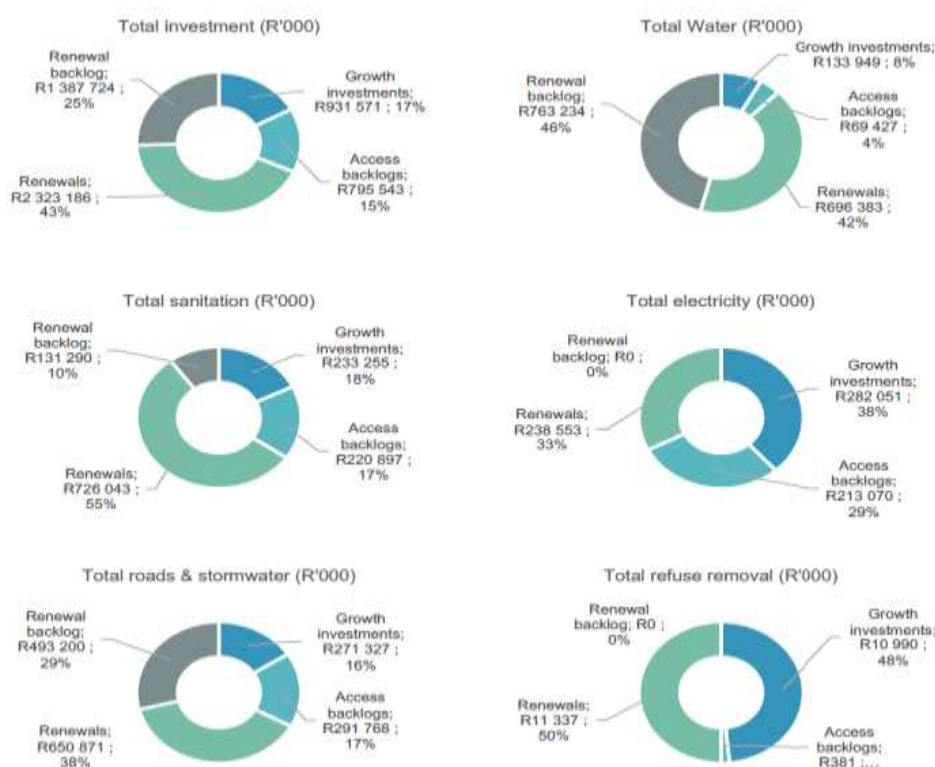 Total investment (R'000)
Renewal
backlog;
R1 387 724 ;
25%
Growth
investments;
R931 571 ; 17%
Access
backlogs;
R795 543 ;
15%
Renewals;
R2 323 186 ;
43%
Total Water (R'000)
Growth investments;
R133 949 ; 8%
Renewal
backlog;
R763 234 ;
46%
Access
backlogs;
R69 427 ;
4%
Renewals;
R696 383 ;
42%
Total sanitation (R'000)
Renewal
backlog;
R131 290 ;
10%
Growth
investments;
R233 255 ;
18%
Access
backlogs;
R220 897 ;
17%
Renewals;
R726 043 ;
55%
Total electricity (R'000)
Renewal
backlog; R0 ;
0%
Growth
investments;
R282 051 ;
38%
Renewals;
R238 553 ;
33%
Access
backlogs;
R213 070 ;
29%
Total roads & stormwater (R'000)
Renewal
backlog;
R493 200 ;
29%
Growth
investments;
R271 327 ;
16%
Access
backlogs;
R291 768 ;
17%
Renewals;
R650 871 ;
38%
Total refuse removal (R'000)
Renewal
backlog; R0 ;
0%
Growth
investments;
R10 990 ;
48%
Renewals;
R11 337 ;
50%
Access
backlogs;
R381 ;...